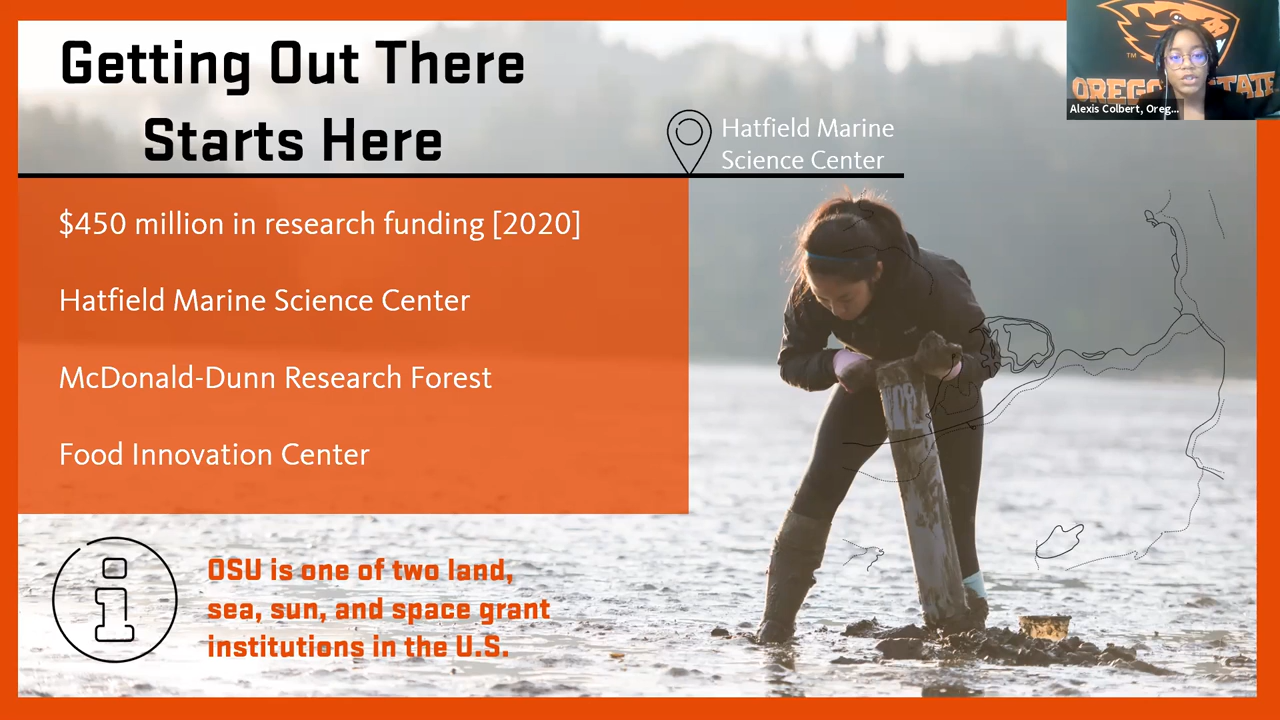 Getting Out There
Starts Here
Hatfield Marine
Science Center
$450 million in research funding [2020]
Hatfield Marine Science Center
McDonald-Dunn Research Forest
Food Innovation Center
OSU is one of two land,
sea, sun, and space grant
institutions in the U.S.
TM
Alexis Colbert, Oreg...